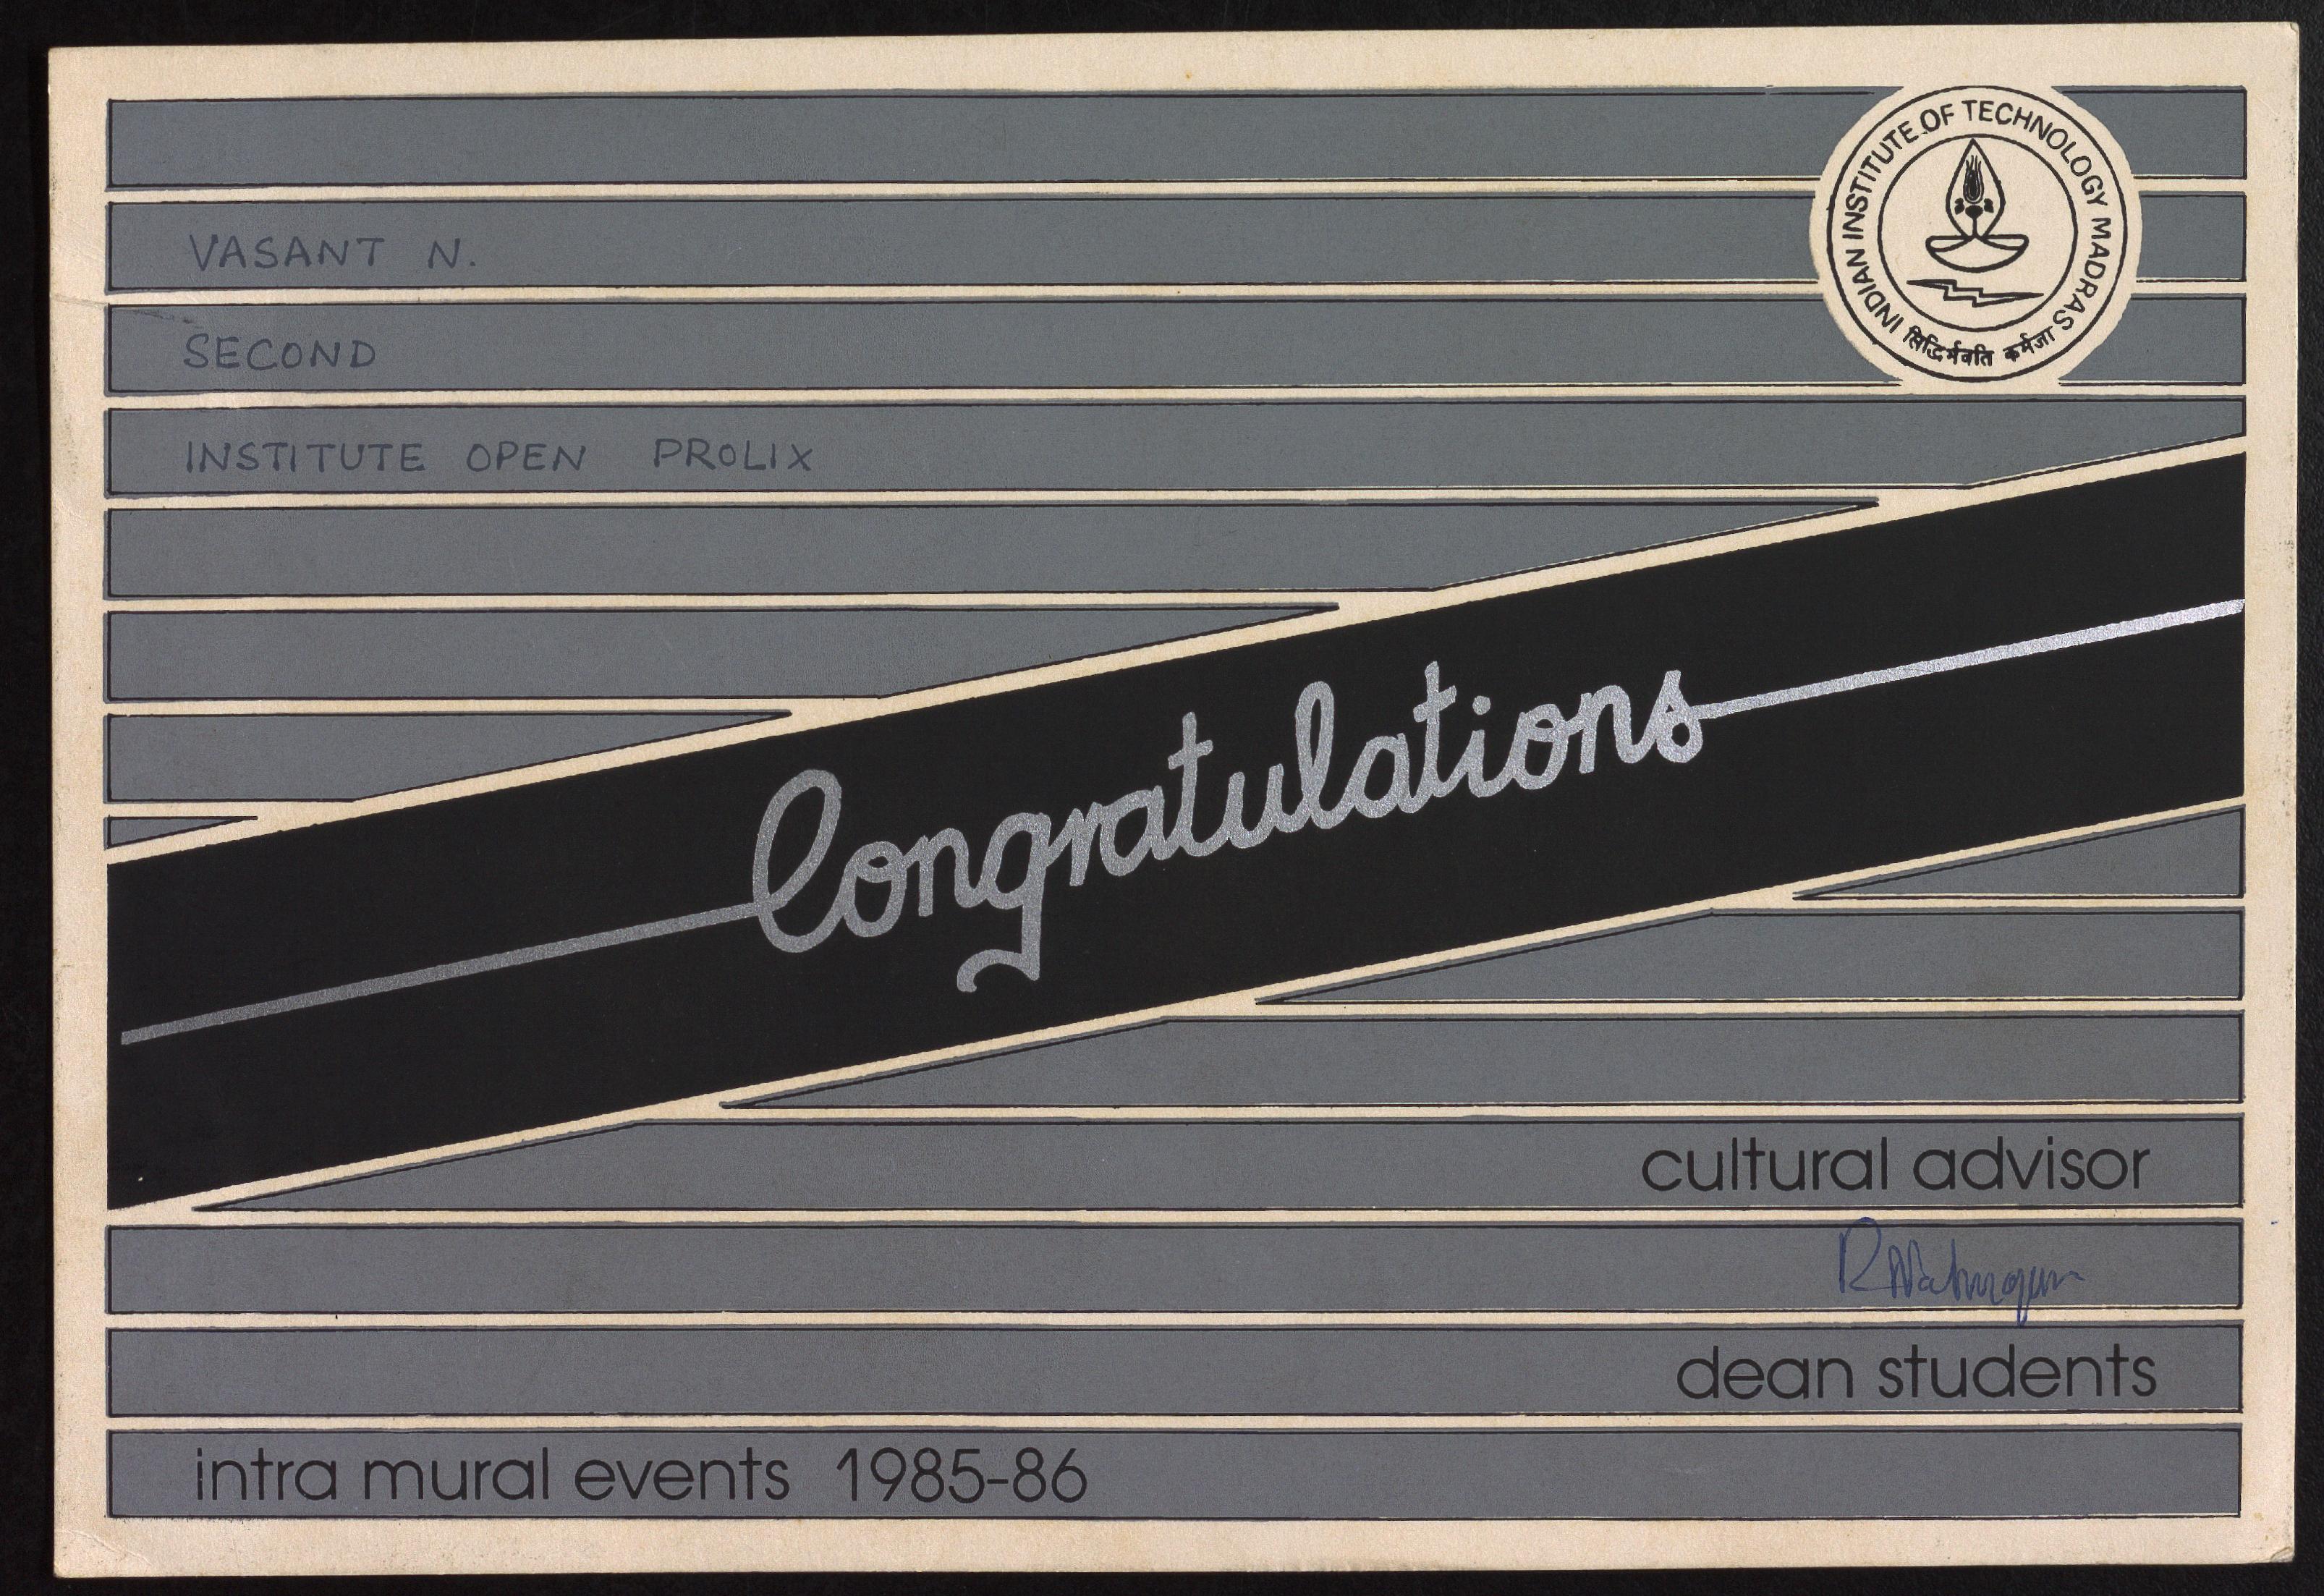 INDIAN INSTITUTE OF TECHNOLOGY MADRAS
सिद्धिर्भवति कर्मजा
VASANT N.
SECOND
INSTITUTE OPEN PROLIX
Congratulations
cultural advisor
dean students
intra mural events 1985-86